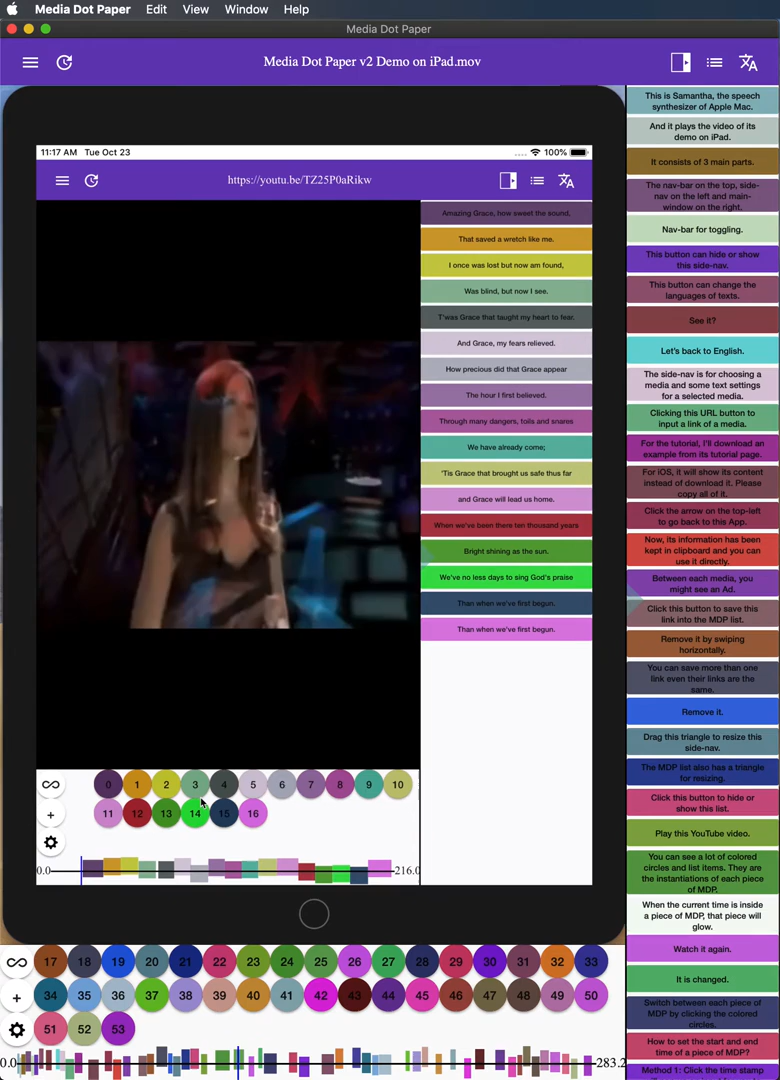 Media Dot Paper Edit View Window Help
Media Dot Paper
Media Dot Paper v2 Demo on iPad.mov
11:17 AM Tue Oct 23
100%
https://youtu.be/TZ25P0aRikw
Amazing Grace, how sweet the sound,
That saved a wretch like me.
I once was lost but now am found,
Was blind, but now I see.
T'was Grace that taught my heart to fear.
And Grace, my fears relieved.
How precious did that Grace appear
The hour I first believed.
Through many dangers, toils and snares
We have already come;
'Tis Grace that brought us safe thus far
and Grace will lead us home.
When we've been there ten thousand years
Bright shining as the sun.
We've no less days to sing God's praise
Than when we've first begun.
Than when we've first begun.
0 1 2 3 4 5 6 7 8 9 10
11 12 13 14 15 16
0.0 216.0
17 18 19 20 21 22 23 24 25 26 27 28 29 30 31 32 33
34 35 36 37 38 39 40 41 42 43 44 45 46 47 48 49 50
51 52 53
0.0 283.2
This is Samantha, the speech
synthesizer of Apple Mac.
And it plays the video of its
demo on iPad.
It consists of 3 main parts.
The nav-bar on the top, side-
nav on the left and main-
window on the right.
Nav-bar for toggling.
This button can hide or show
this side-nav.
This button can change the
languages of texts.
See it?
Let's back to English.
The side-nav is for choosing a
media and some text settings
for a selected media.
Clicking this URL button to
input a link of a media.
For the tutorial, I'll download an
example from its tutorial page.
For iOS, it will show its content
instead of download it. Please
copy all of it.
Click the arrow on the top-left
to go back to this App.
Now, its information has been
kept in clipboard and you can
use it directly.
Between each media, you
might see an Ad.
Click this button to save this
link into the MDP list.
Remove it by swiping
horizontally.
You can save more than one
link even their links are the
same.
Remove it.
Drag this triangle to resize this
side-nav.
The MDP list also has a triangle
for resizing.
Click this button to hide or
show this list.
Play this YouTube video.
You can see a lot of colored
circles and list items. They are
the instantiations of each piece
of MDP.
When the current time is inside
a piece of MDP, that piece will
glow.
Watch it again.
It is changed.
Switch between each piece of
MDP by clicking the colored
circles.
How to set the start and end
time of a piece of MDP?
Method 1: Click the time stamp